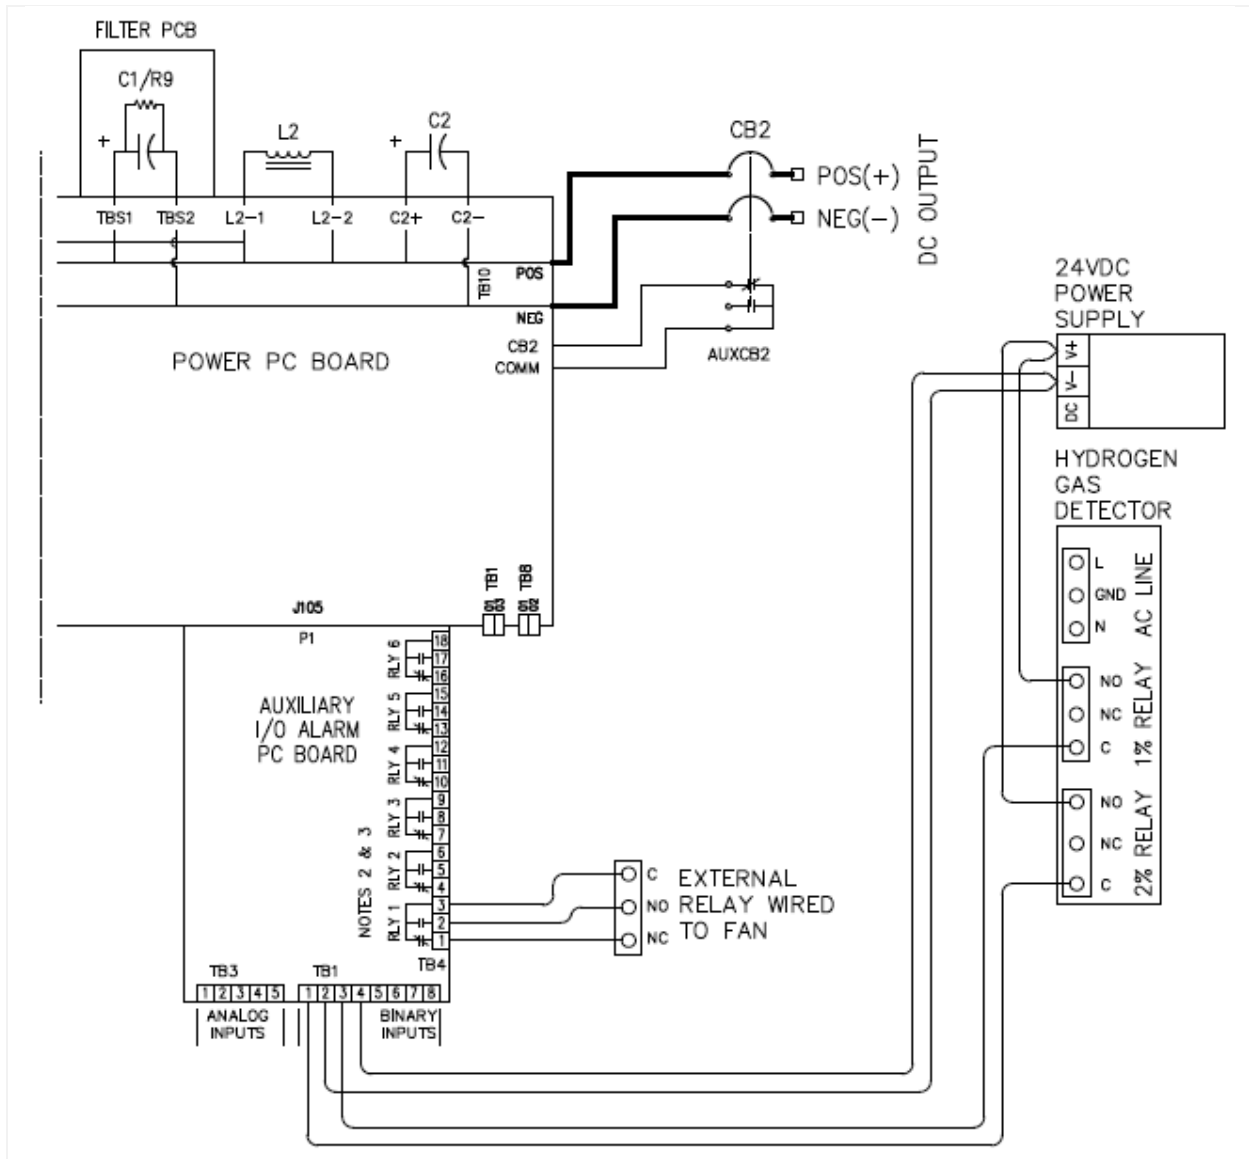 FILTER PCB
C1/R9
+
L2
+
C2
CB2
DC OUTPUT
POS(+)
NEG(-)
TBS1
TBS2
L2-1
L2-2
C2+
C2-
TB10
POS
NEG
CB2
COMM
AUXCB2
POWER PC BOARD
24VDC
POWER
SUPPLY
V+
V-
DC
HYDROGEN
GAS
DETECTOR
L
GND
N
AC LINE
NO
NC
C
1% RELAY
NO
NC
C
2% RELAY
J105
P1
TB1
TB8
AUXILIARY
I/O ALARM
PC BOARD
RLY 6
18
17
16
RLY 5
15
14
13
RLY 4
12
11
10
RLY 3
9
8
7
RLY 2
6
5
4
RLY 1
3
2
1
NOTES 2 & 3
TB4
C
NO
NC
EXTERNAL
RELAY WIRED
TO FAN
TB3
1 2 3 4 5
ANALOG
INPUTS
TB1
1 2 3 4 5 6 7 8
BINARY
INPUTS